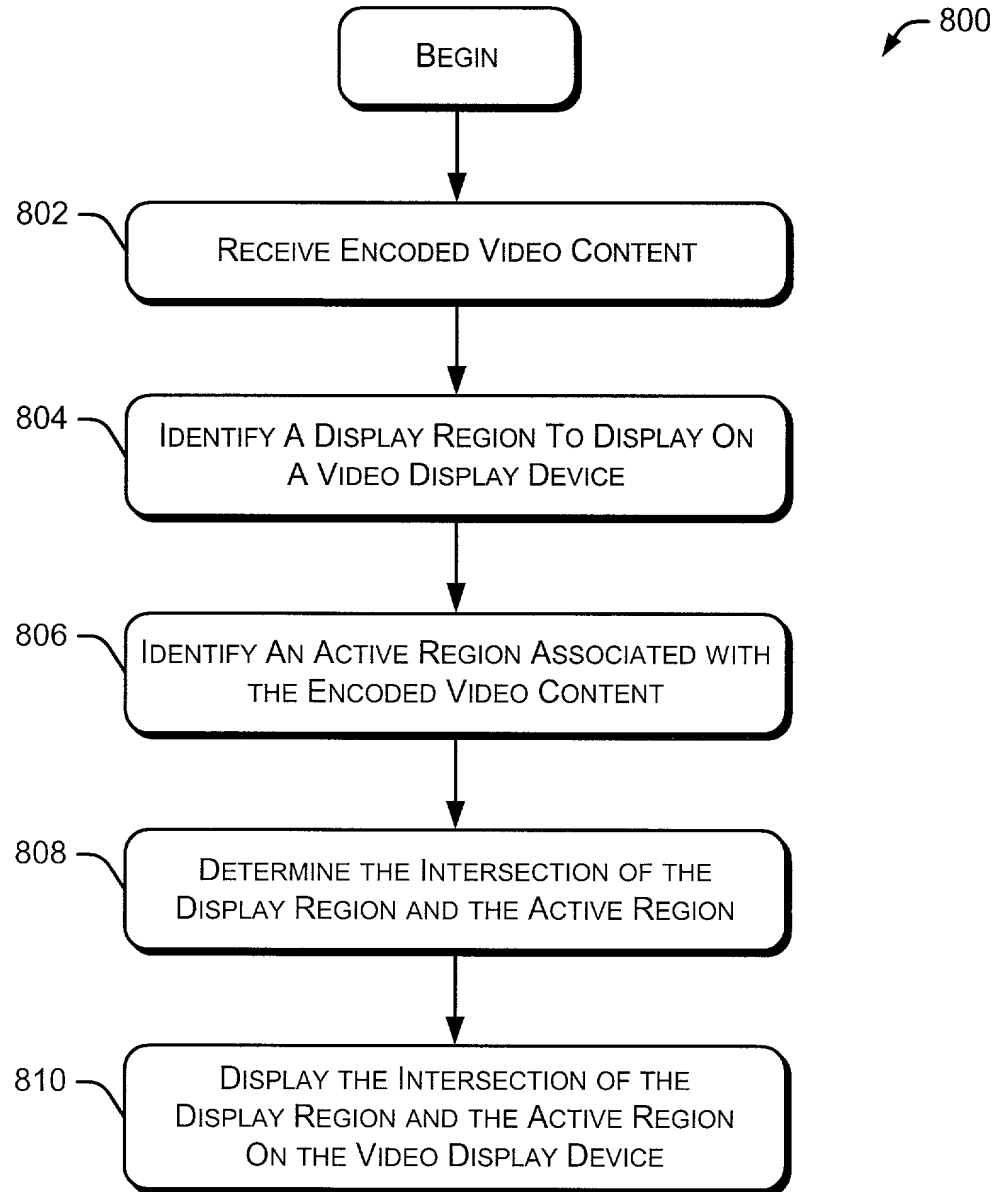 800
BEGIN
802
RECEIVE ENCODED VIDEO CONTENT
804
IDENTIFY A DISPLAY REGION TO DISPLAY ON
A VIDEO DISPLAY DEVICE
806
IDENTIFY AN ACTIVE REGION ASSOCIATED WITH
THE ENCODED VIDEO CONTENT
808
DETERMINE THE INTERSECTION OF THE
DISPLAY REGION AND THE ACTIVE REGION
810
DISPLAY THE INTERSECTION OF THE
DISPLAY REGION AND THE ACTIVE REGION
ON THE VIDEO DISPLAY DEVICE